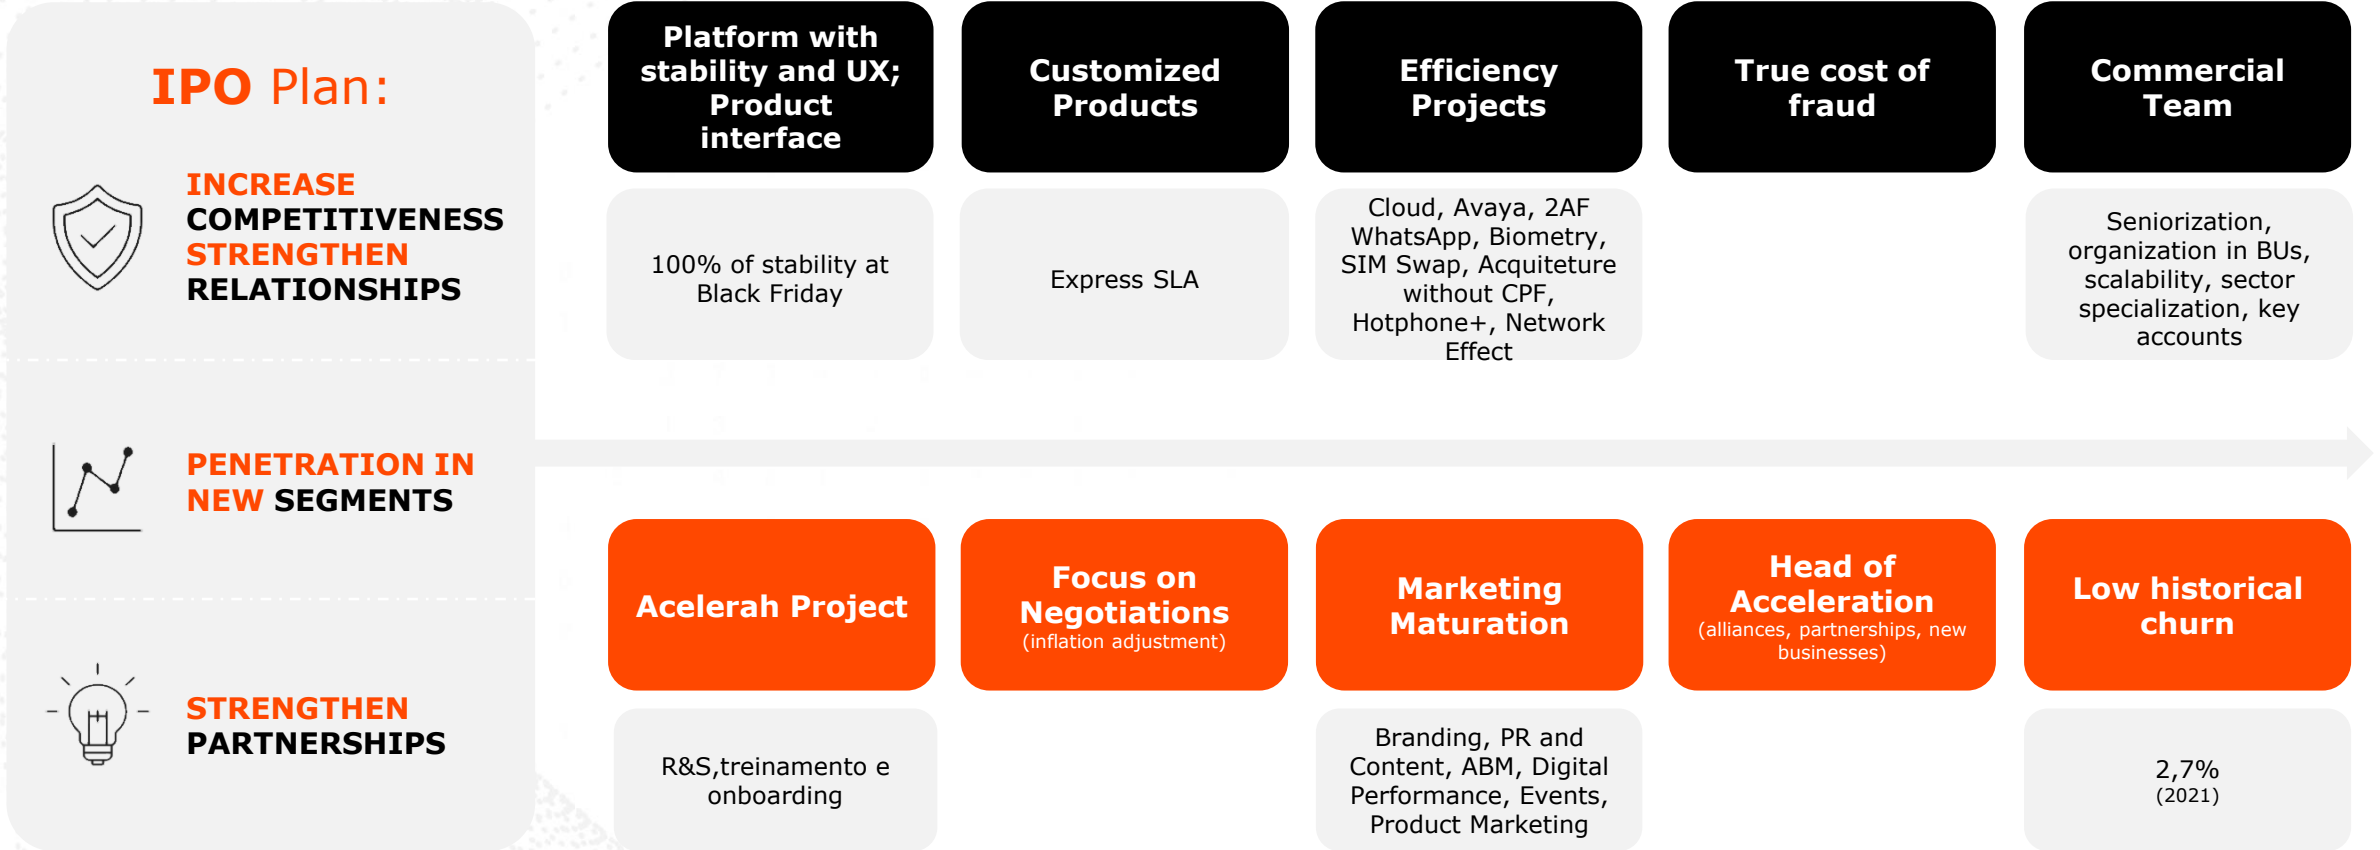 IPO Plan:
INCREASE
COMPETITIVENESS
STRENGTHEN
RELATIONSHIPS
PENETRATION IN
NEW SEGMENTS
STRENGTHEN
PARTNERSHIPS
Platform with
stability and UX;
Product
interface
100% of stability at
Black Friday
Customized
Products
Express SLA
Efficiency
Projects
Cloud, Avaya, 2AF
WhatsApp, Biometry,
SIM Swap, Acquiteture
without CPF,
Hotphone+, Network
Effect
True cost of
fraud
Commercial
Team
Seniorization,
organization in BUs,
scalability, sector
specialization, key
accounts
Acelerah Project
R&S,treinamento e
onboarding
Focus on
Negotiations
(inflation adjustment)
Marketing
Maturation
Branding, PR and
Content, ABM, Digital
Performance, Events,
Product Marketing
Head of
Acceleration
(alliances, partnerships, new
businesses)
Low historical
churn
2,7%
(2021)